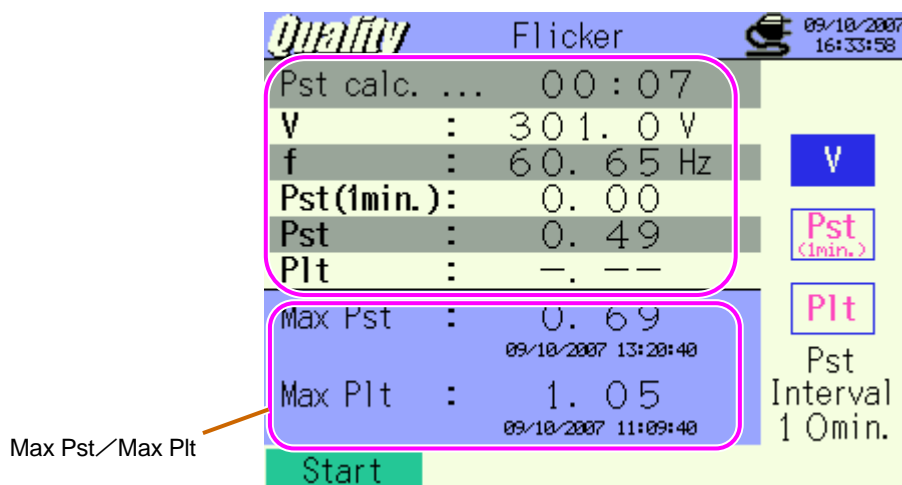 Quality Flicker 09/10/2007
16:33:58
Pst calc. ... 00:07
V : 301.0 V
f : 60.65 Hz
Pst(1min.): 0.00
Pst : 0.49
Plt : -.--
Max Pst : 0.69
09/10/2007 13:20:40
Max Plt : 1.05
09/10/2007 11:09:40
V
Pst
(1min.)
Plt
Pst
Interval
10min.
Max Pst／Max Plt
Start